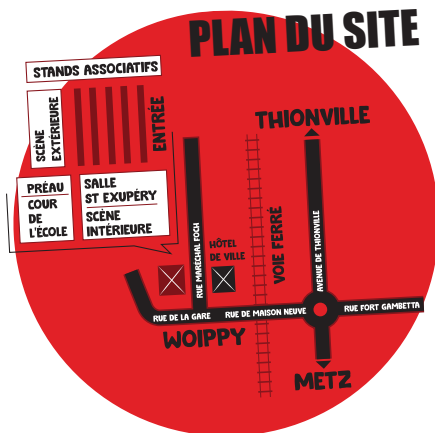 PLAN DU SITE
STANDS ASSOCIATIFS
SCÈNE
EXTÉRIEURE
ENTRÉE
PRÉAU
COUR
DE
L'ÉCOLE
SALLE
ST EXUPÉRY
SCÈNE
INTÉRIEURE
THIONVILLE
RUE MARÉCHAL FOCH
HÔTEL
DE VILLE
VOIE FERRÉ
AVENUE DE THIONVILLE
RUE DE LA GARE
RUE DE MAISON NEUVE
RUE FORT GAMBETTA
WOIPPY
METZ